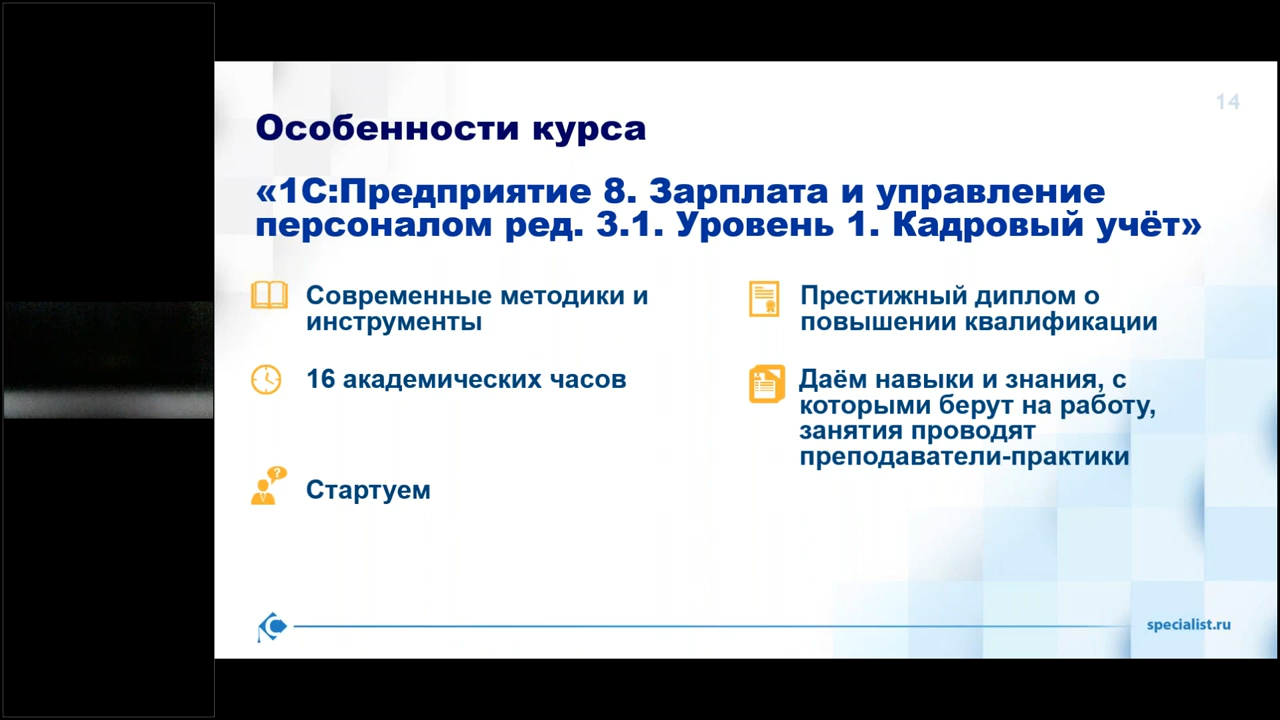 14
Особенности курса
«1С:Предприятие 8. Зарплата и управление
персоналом ред. 3.1. Уровень 1. Кадровый учёт»
Современные методики и
инструменты
16 академических часов
Стартуем
Престижный диплом о
повышении квалификации
Даём навыки и знания, с
которыми берут на работу,
занятия проводят
преподаватели-практики
specialist.ru